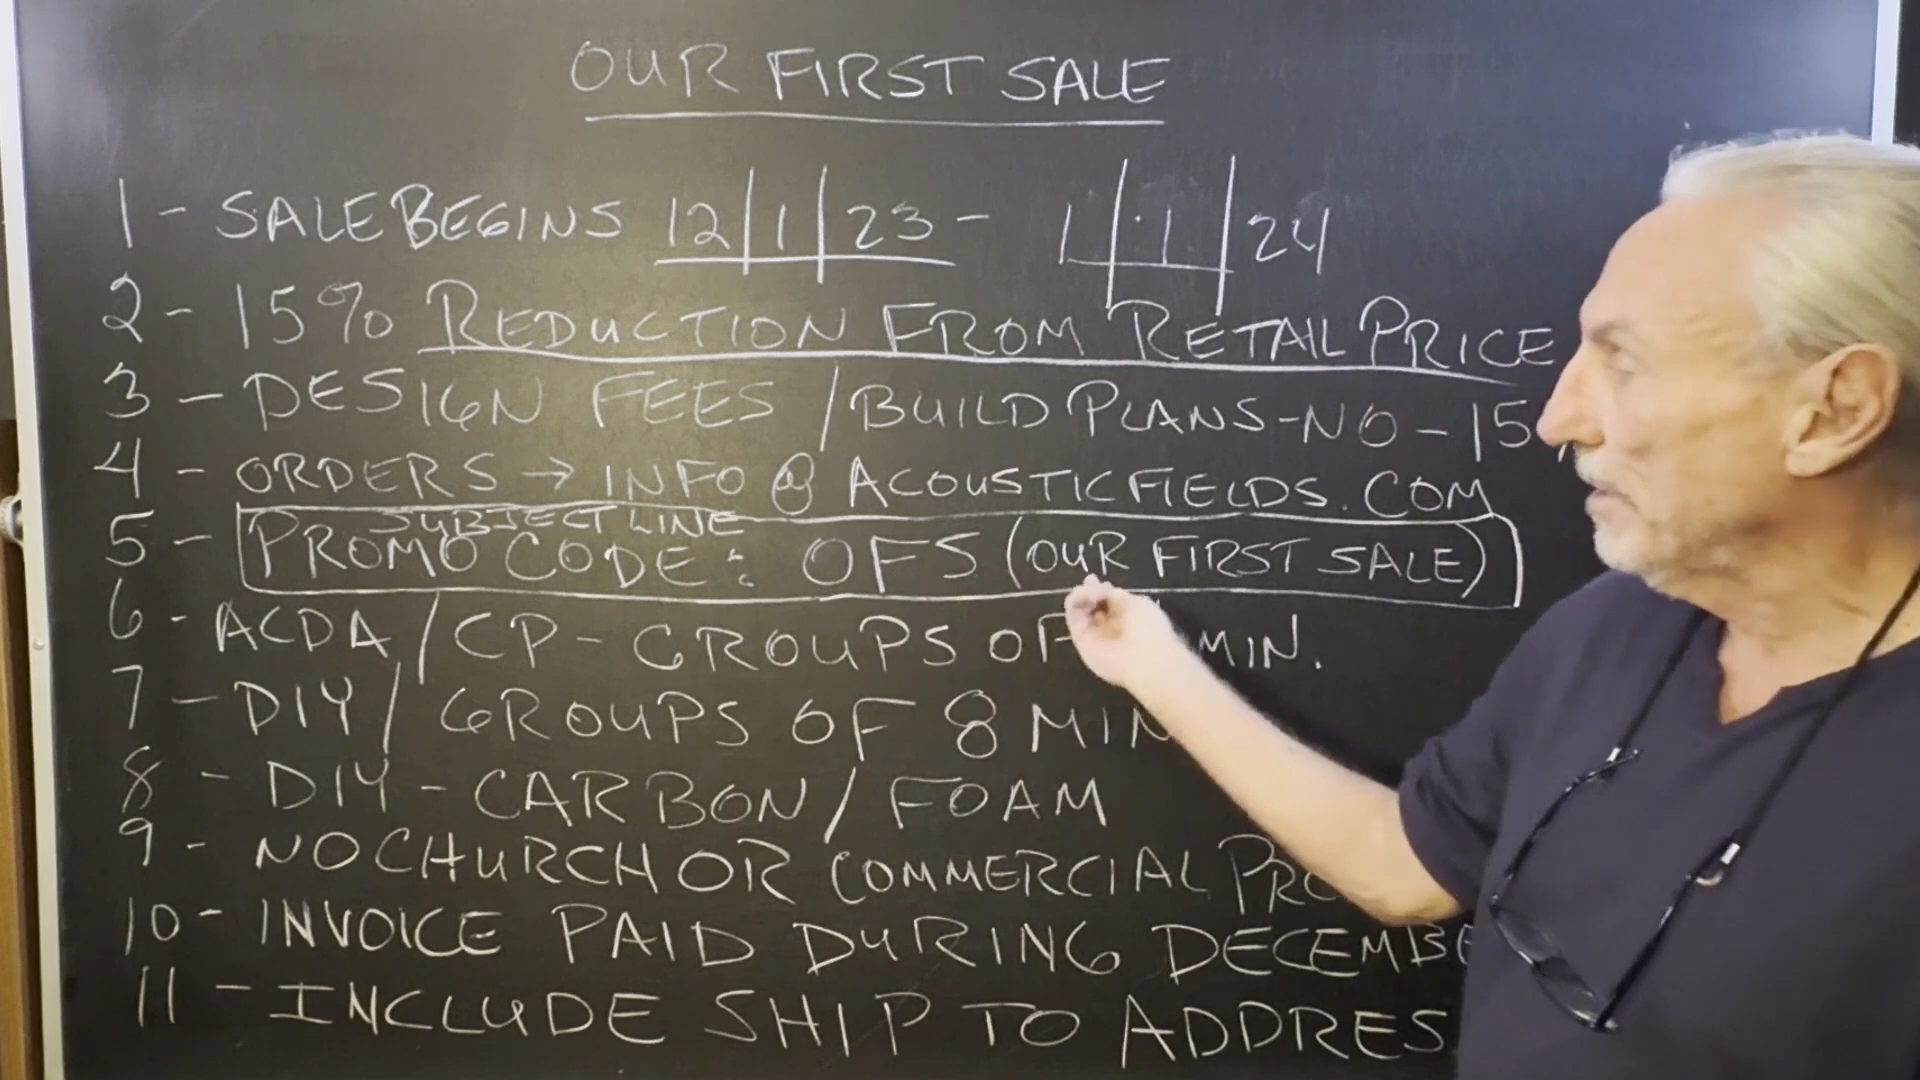 OUR FIRST SALE
1 - SALE BEGINS 12/1/23 - 1/1/24
2 - 15% REDUCTION FROM RETAIL PRICE
3 - DESIGN FEES / BUILD PLANS - NO - 15
4 - ORDERS → INFO @ ACOUSTICFIELDS.COM
SUBJECT LINE
5 - PROMO CODE: OFS (OUR FIRST SALE)
6 - ACDA / CP - GROUPS OF MIN.
7 - DIY / GROUPS OF 8 MIN
8 - DIY - CARBON / FOAM
9 - NO CHURCH OR COMMERCIAL
10 - INVOICE PAID DURING DECEMBE
11 - INCLUDE SHIP TO ADDRES